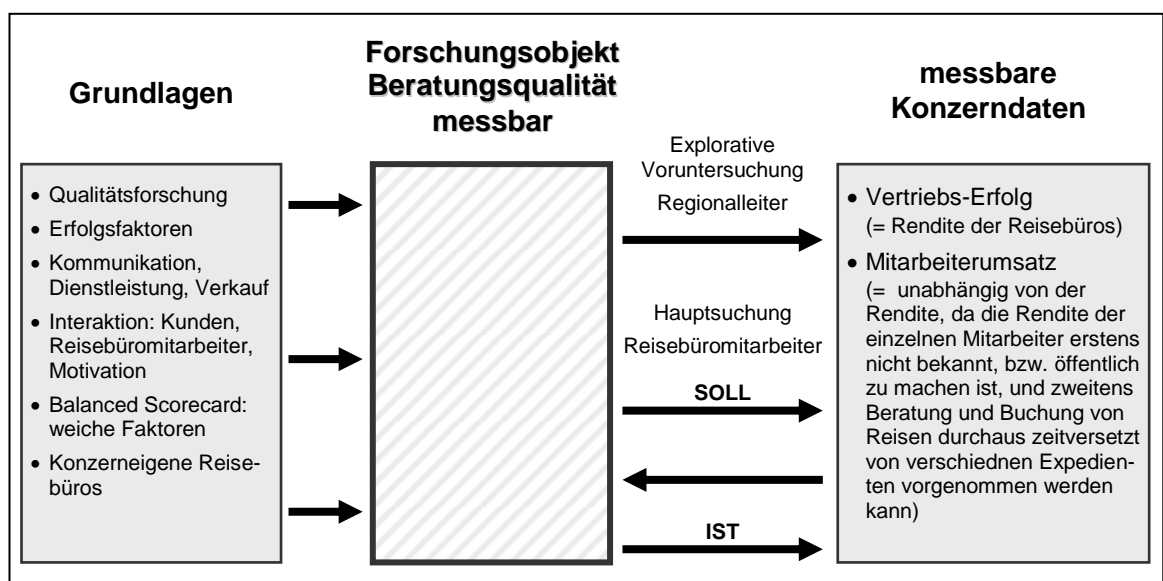 Grundlagen
Forschungsobjekt
Beratungsqualität
messbar
messbare
Konzerndaten
• Qualitätsforschung
• Erfolgsfaktoren
• Kommunikation,
Dienstleistung, Verkauf
• Interaktion: Kunden,
Reisebüromitarbeiter,
Motivation
• Balanced Scorecard:
weiche Faktoren
• Konzerneigene Reise-
büros
Explorative
Voruntersuchung
Regionalleiter
Hauptsuchung
Reisebüromitarbeiter
SOLL
IST
• Vertriebs-Erfolg
(= Rendite der Reisebüros)
• Mitarbeiterumsatz
(= unabhängig von der
Rendite, da die Rendite der
einzelnen Mitarbeiter erstens
nicht bekannt, bzw. öffentlich
zu machen ist, und zweitens
Beratung und Buchung von
Reisen durchaus zeitversetzt
von verschiednen Expedien-
ten vorgenommen werden
kann)